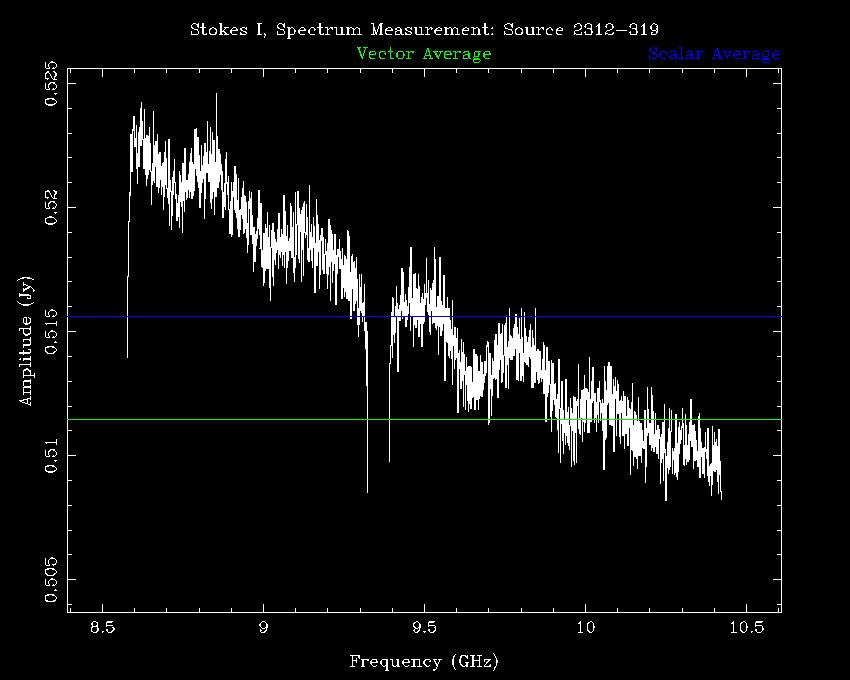 Stokes I, Spectrum Measurement: Source 2312−319
Vector Average
Scalar Average
0.525
0.52
0.515
0.51
0.505
Amplitude (Jy)
8.5
9
9.5
10
10.5
Frequency (GHz)